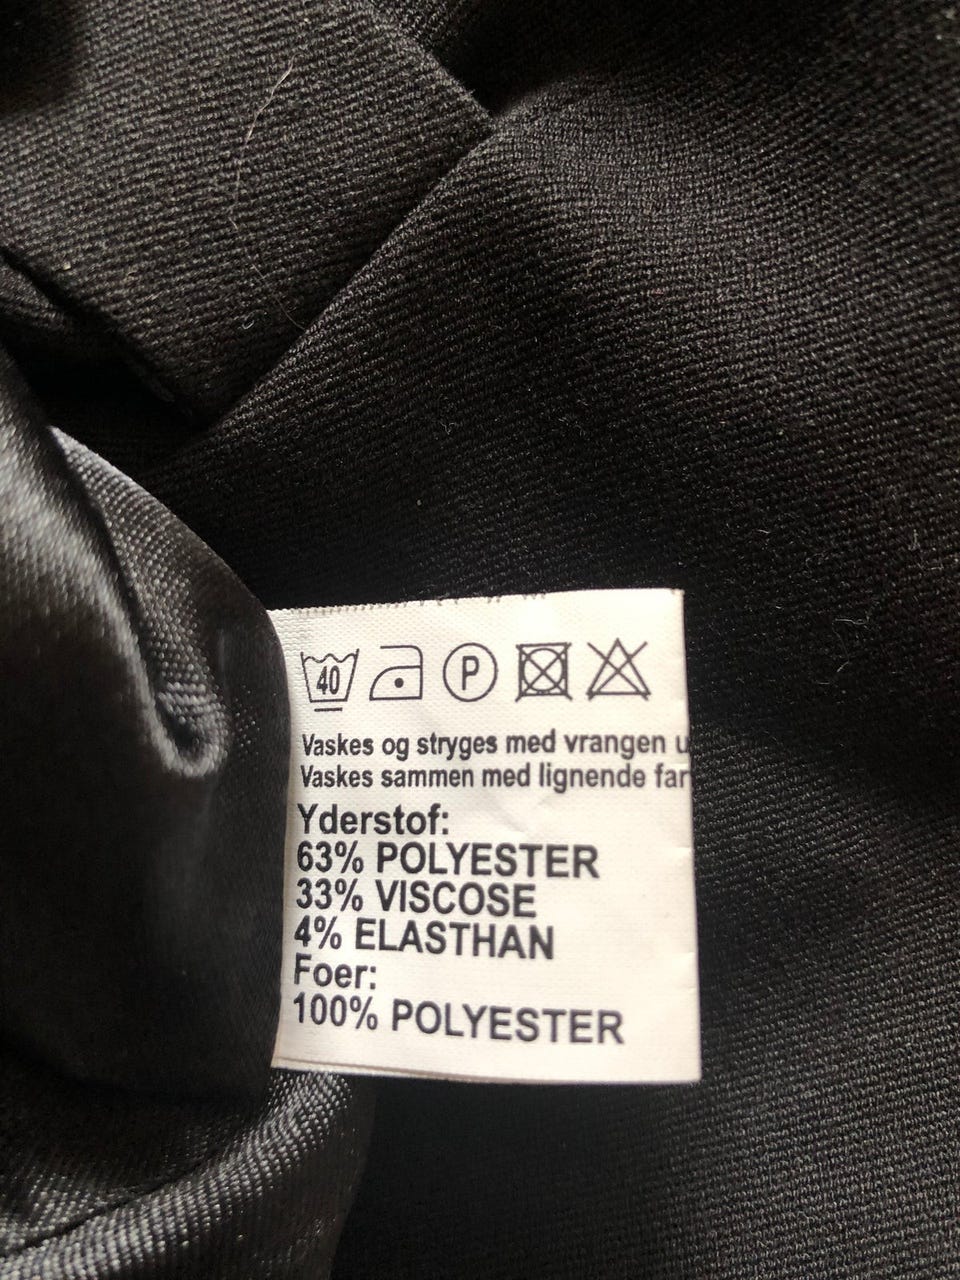 40 P
Vaskes og stryges med vrangen
Vaskes sammen med lignende
Yderstof:
63% POLYESTER
33% VISCOSE
4% ELASTHAN
Foer:
100% POLYESTER